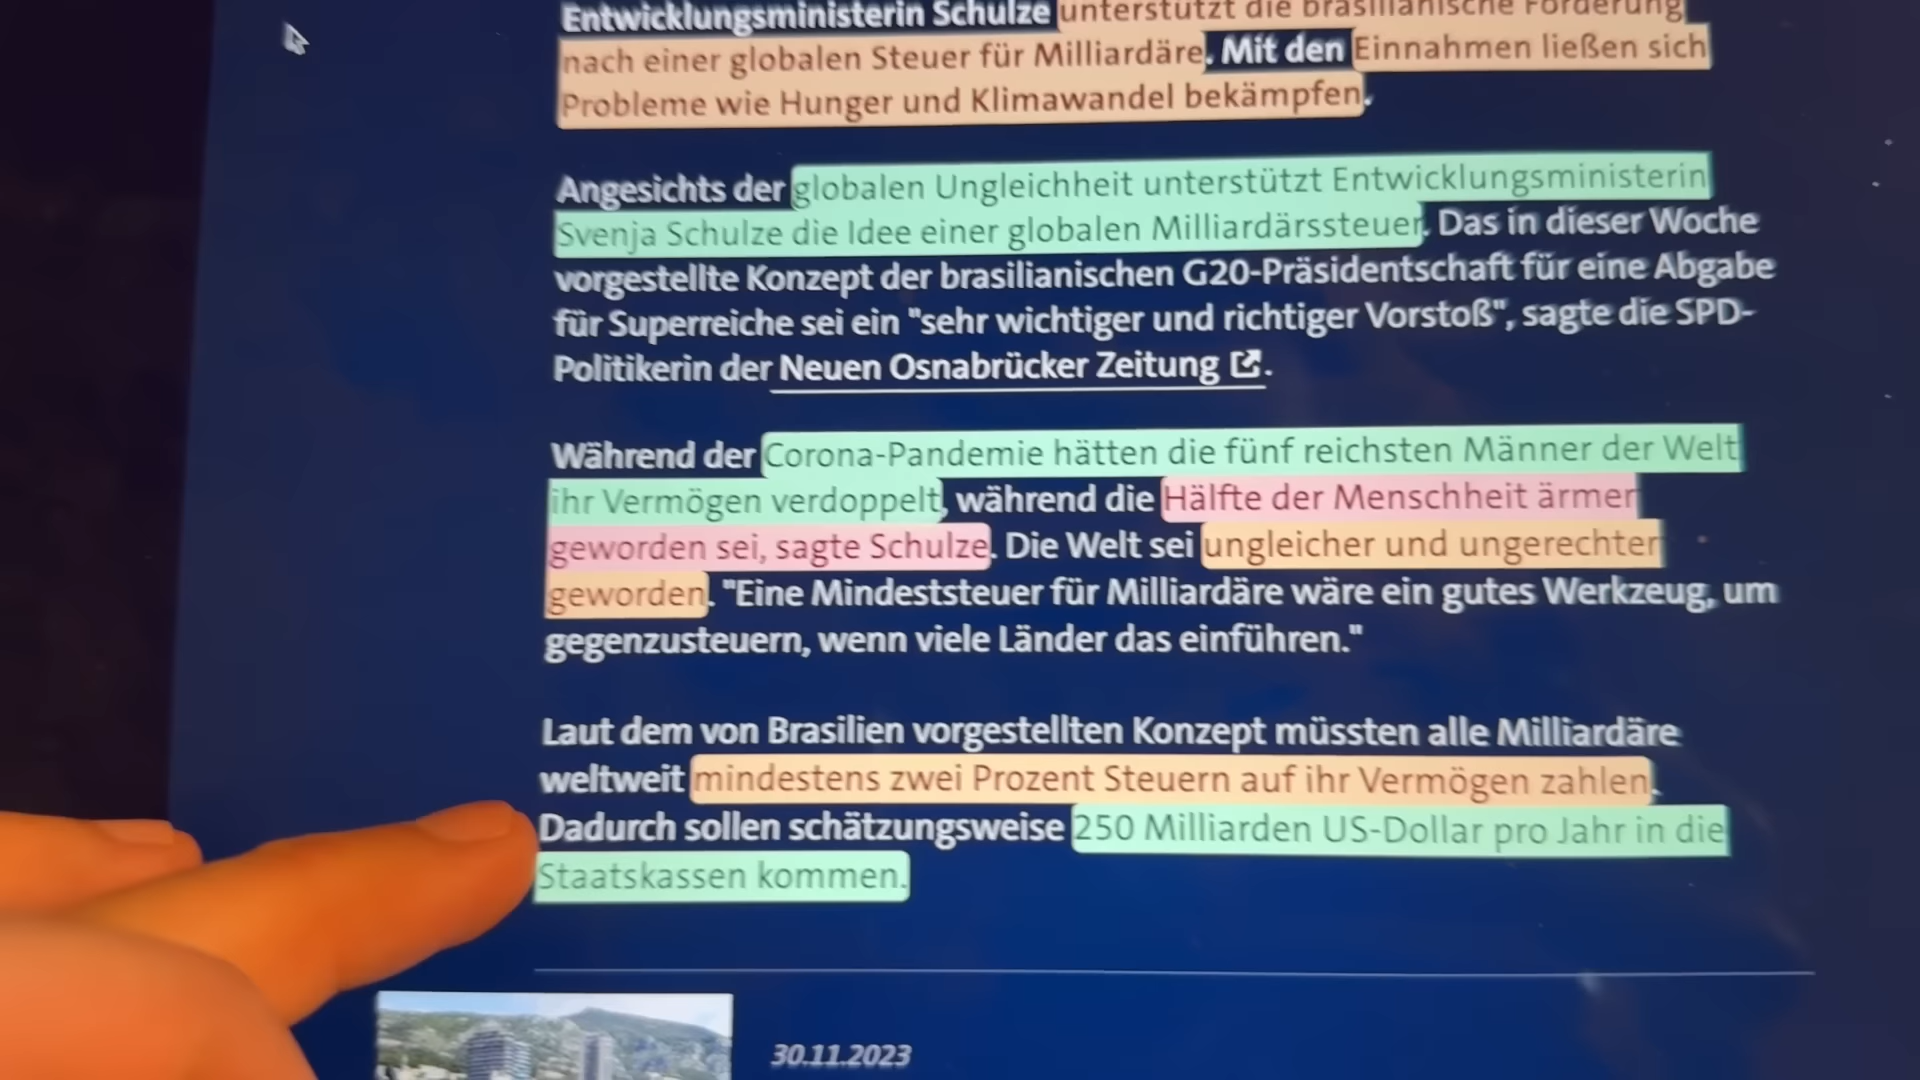 Entwicklungsministerin Schulze unterstützt die brasilianische Forderung
nach einer globalen Steuer für Milliardäre. Mit den Einnahmen ließen sich
Probleme wie Hunger und Klimawandel bekämpfen.
Angesichts der globalen Ungleichheit unterstützt Entwicklungsministerin
Svenja Schulze die Idee einer globalen Milliardärssteuer. Das in dieser Woche
vorgestellte Konzept der brasilianischen G20-Präsidentschaft für eine Abgabe
für Superreiche sei ein "sehr wichtiger und richtiger Vorstoß", sagte die SPD-
Politikerin der Neuen Osnabrücker Zeitung.
Während der Corona-Pandemie hätten die fünf reichsten Männer der Welt
ihr Vermögen verdoppelt, während die Hälfte der Menschheit ärmer
geworden sei, sagte Schulze. Die Welt sei ungleicher und ungerechter
geworden. "Eine Mindeststeuer für Milliardäre wäre ein gutes Werkzeug, um
gegenzusteuern, wenn viele Länder das einführen."
Laut dem von Brasilien vorgestellten Konzept müssten alle Milliardäre
weltweit mindestens zwei Prozent Steuern auf ihr Vermögen zahlen.
Dadurch sollen schätzungsweise 250 Milliarden US-Dollar pro Jahr in die
Staatskassen kommen.
30.11.2023